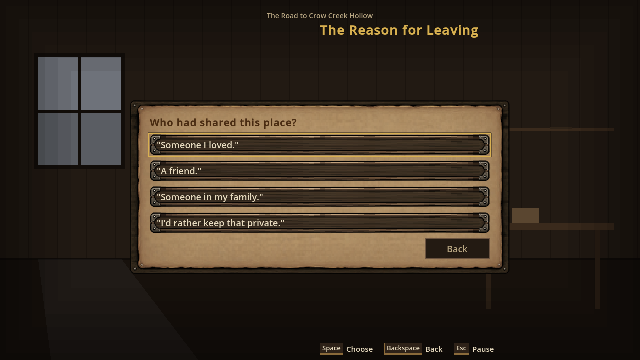 The Road to Crow Creek Hollow
The Reason for Leaving
Who had shared this place?
"Someone I loved."
"A friend."
"Someone in my family."
"I'd rather keep that private."
Back
Space Choose Backspace Back Esc Pause